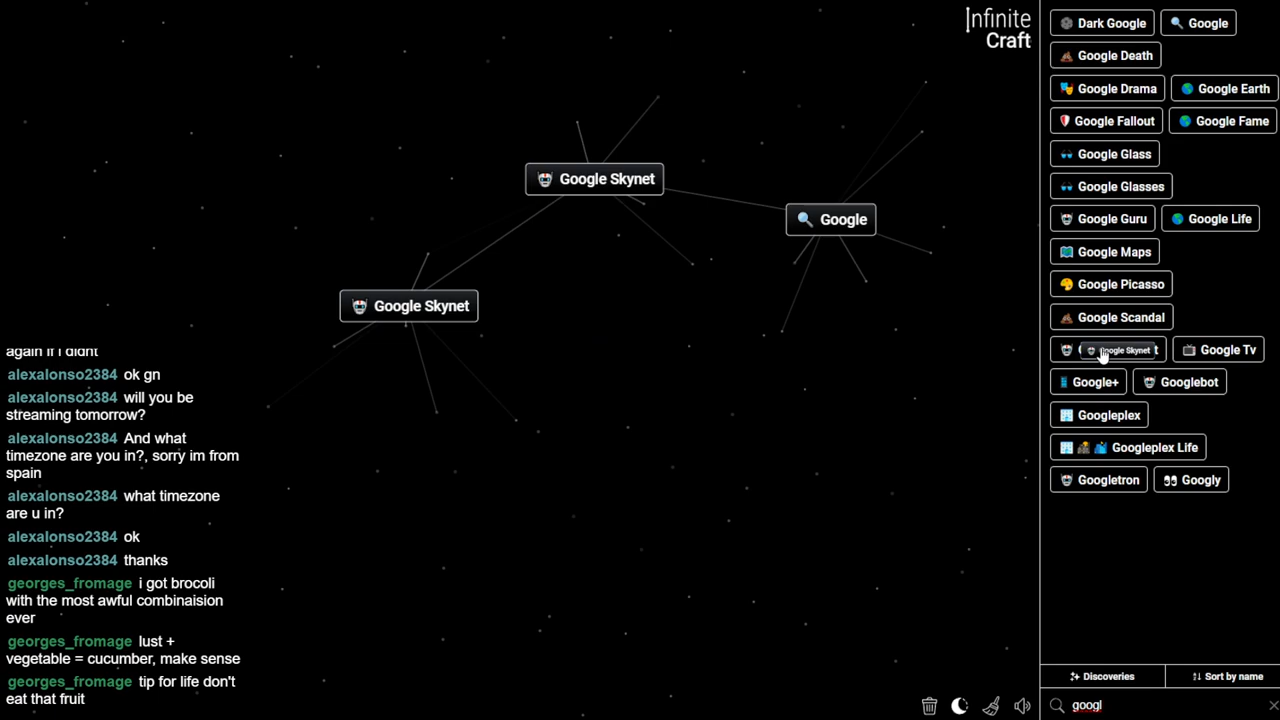 Infinite
Craft
Google Skynet
Google
Google Skynet
again if i didnt
alexalonso2384 ok gn
alexalonso2384 will you be
streaming tomorrow?
alexalonso2384 And what
timezone are you in?, sorry im from
spain
alexalonso2384 what timezone
are u in?
alexalonso2384 ok
alexalonso2384 thanks
georges_fromage i got brocoli
with the most awful combinaision
ever
georges_fromage lust +
vegetable = cucumber, make sense
georges_fromage tip for life don't
eat that fruit
Dark Google Google
Google Death
Google Drama Google Earth
Google Fallout Google Fame
Google Glass
Google Glasses
Google Guru Google Life
Google Maps
Google Picasso
Google Scandal
Google Skynet Google Tv
Google+ Googlebot
Googleplex
Googleplex Life
Googletron Googly
Discoveries Sort by name
googl